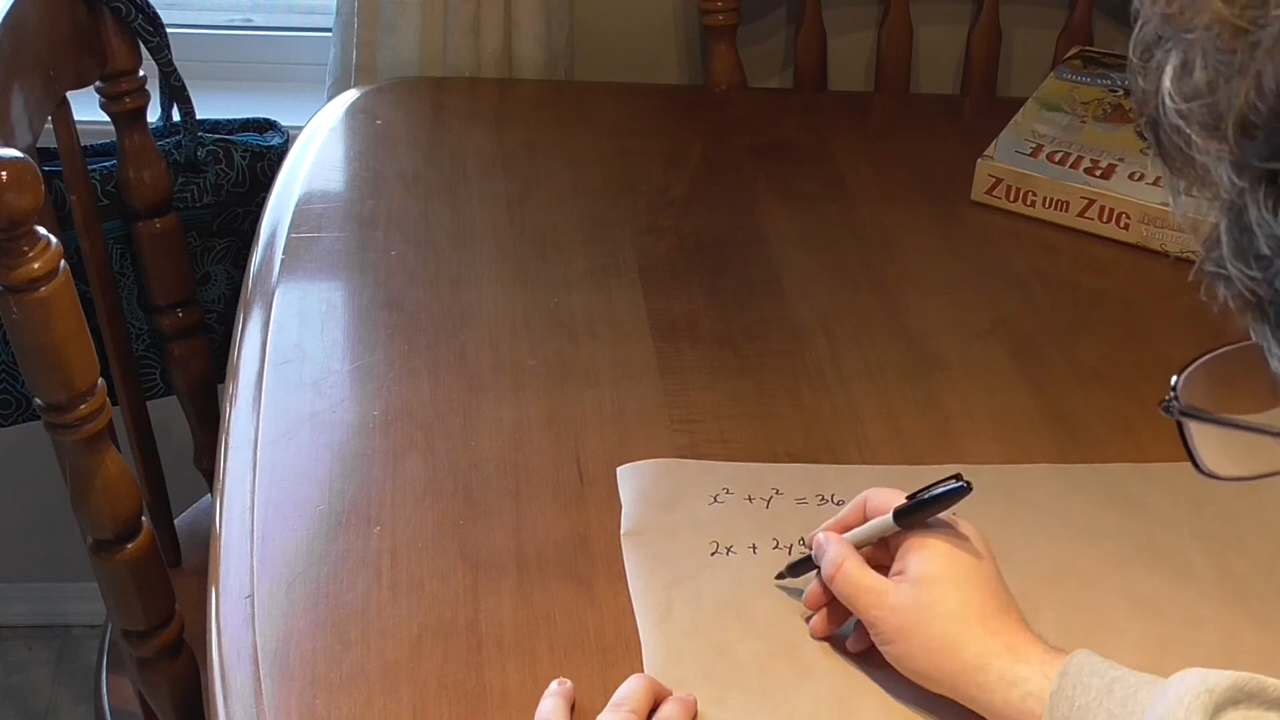 TO RIDE
ZUG UM ZUG
x² + y² = 36
2x + 2y